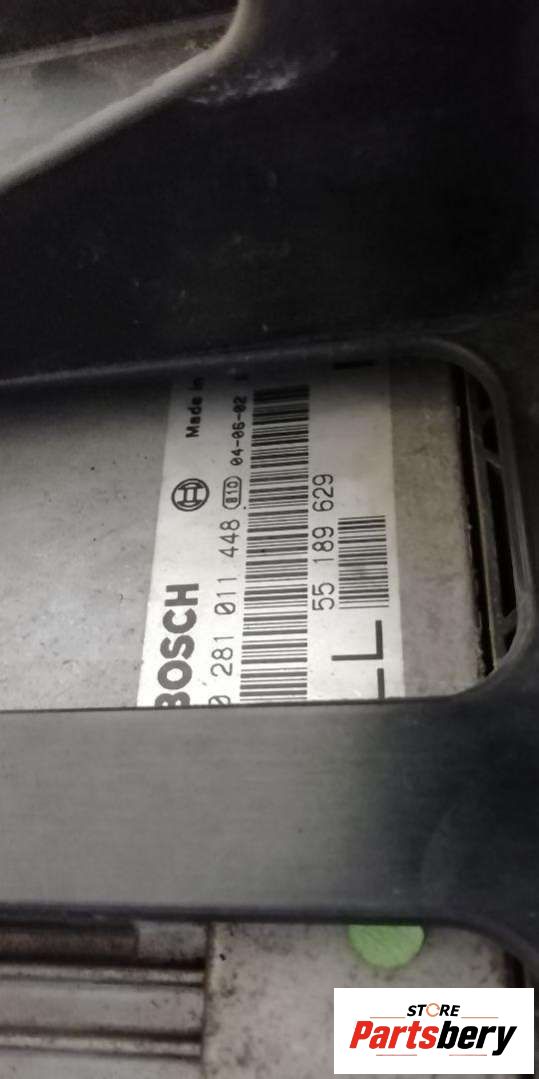 BOSCH Made in
0 281 011 448 810 04-06-02
55 189 629
STORE
Partsbery